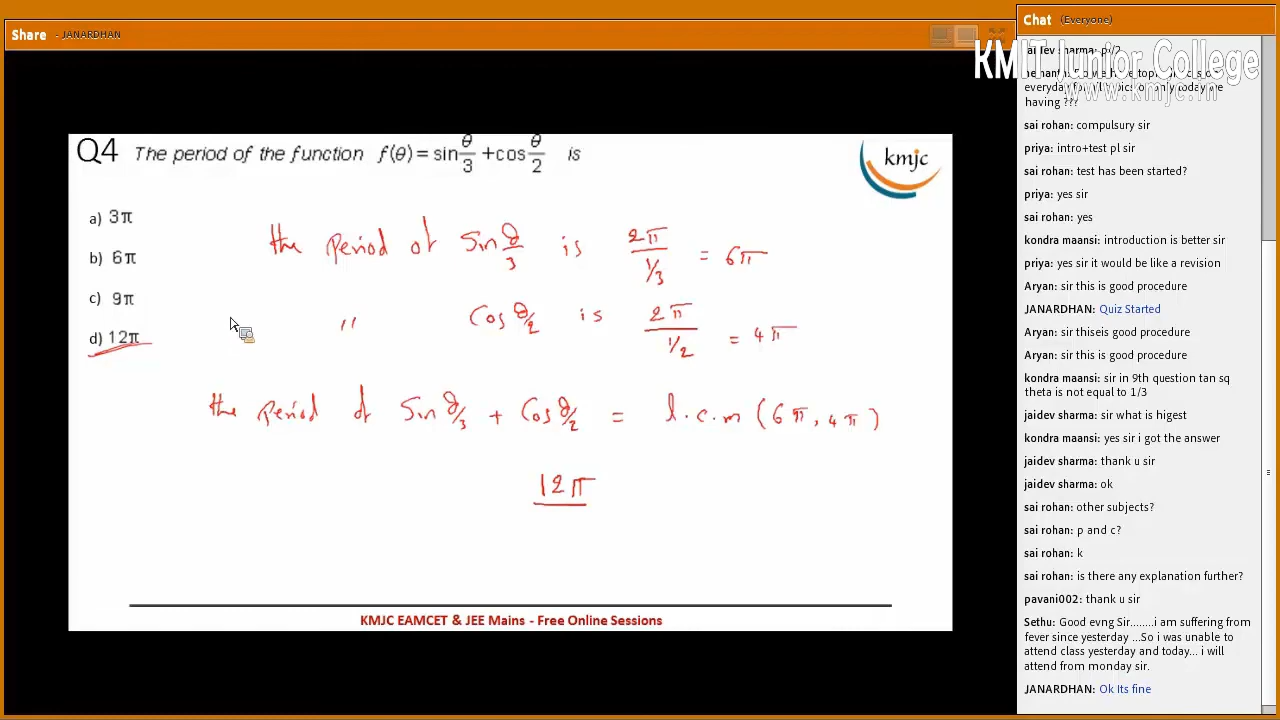 Share - JANARDHAN
Q4 The period of the function f(θ) = sin θ/3 + cos θ/2 is
kmjc
a) 3π
b) 6π
c) 9π
d) 12π
the Period of Sin θ/3 is 2π / 1/3 = 6π
" Cos θ/2 is 2π / 1/2 = 4π
the Period of Sin θ/3 + Cos θ/2 = l.c.m (6π, 4π)
12π
KMJC EAMCET & JEE Mains - Free Online Sessions
Chat (Everyone)
KMIT Junior College
www.kmjc.in
jaidev sharma:
everyday for
having ???
sai rohan: compulsury sir
priya: intro+test pl sir
sai rohan: test has been started?
priya: yes sir
sai rohan: yes
kondra maansi: introduction is better sir
priya: yes sir it would be like a revision
Aryan: sir this is good procedure
JANARDHAN: Quiz Started
Aryan: sir thiseis good procedure
Aryan: sir this is good procedure
kondra maansi: sir in 9th question tan sq
theta is not equal to 1/3
jaidev sharma: sir what is higest
kondra maansi: yes sir i got the answer
jaidev sharma: thank u sir
jaidev sharma: ok
sai rohan: other subjects?
sai rohan: p and c?
sai rohan: k
sai rohan: is there any explanation further?
pavani002: thank u sir
Sethu: Good evng Sir.......i am suffering from
fever since yesterday ...So i was unable to
attend class yesterday and today... i will
attend from monday sir.
JANARDHAN: Ok Its fine